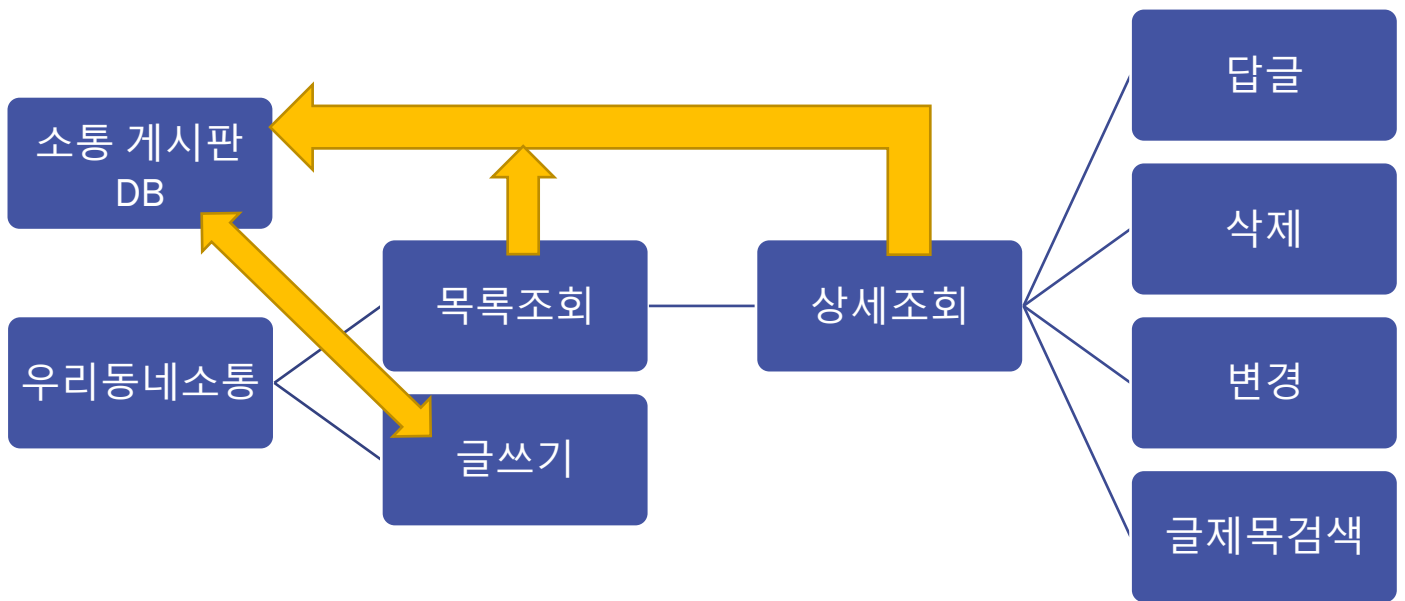 소통 게시판
DB
우리동네소통
목록조회
글쓰기
상세조회
답글
삭제
변경
글제목검색